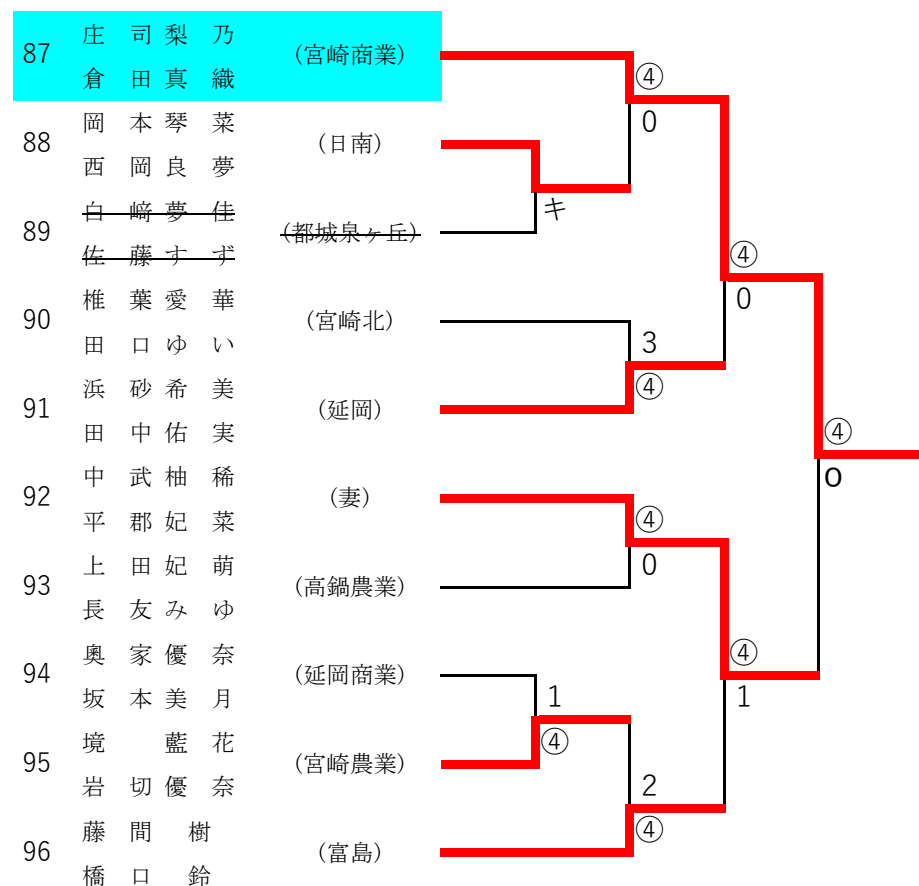 庄司梨乃
87 (宮崎商業)
倉田真織
④
0
岡本琴菜
88 (日南)
西岡良夢
キ
白﨑夢佳
89 (都城泉ヶ丘)
佐藤すず
④
0
椎葉愛華
90 (宮崎北)
田口ゆい
3
④
浜砂希美
91 (延岡)
田中佑実
④
0
中武柚稀
92 (妻)
平郡妃菜
④
0
上田妃萌
93 (高鍋農業)
長友みゆ
④
1
奥家優奈
94 (延岡商業)
坂本美月
1
④
境藍花
95 (宮崎農業)
岩切優奈
2
④
藤間樹
96 (富島)
橋口鈴